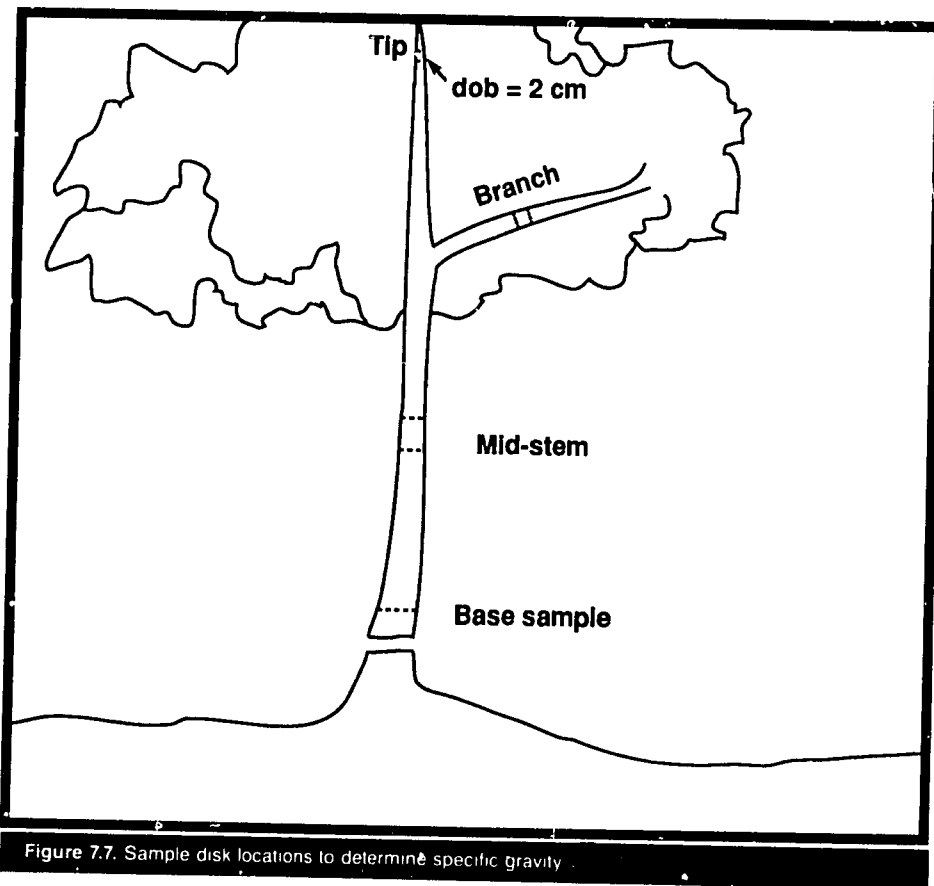 Tip
dob = 2 cm
Branch
Mid-stem
Base sample
Figure 7.7. Sample disk locations to determine specific gravity